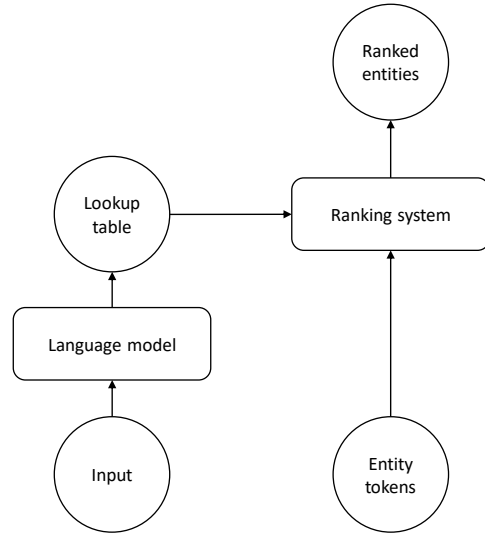 Ranked
entities
Lookup
table
Ranking system
Language model
Input
Entity
tokens